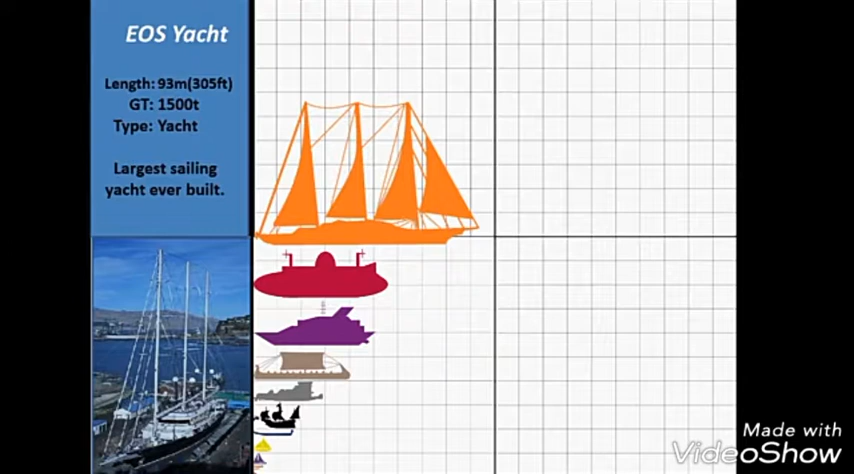 EOS Yacht
Length: 93m(305ft)
GT: 1500t
Type: Yacht
Largest sailing
yacht ever built.
Made with
VideoShow